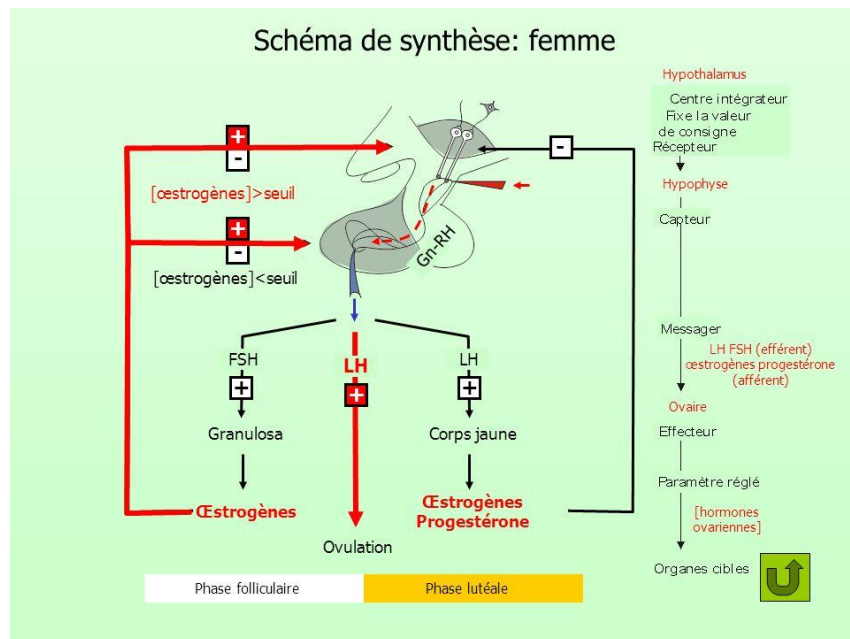 Schéma de synthèse: femme
+
-
[œstrogènes]>seuil
+
-
[œstrogènes]<seuil
-
Gn-RH
FSH
LH
LH
+
+
+
Granulosa
Corps jaune
Œstrogènes
Œstrogènes
Progestérone
Ovulation
Phase folliculaire
Phase lutéale
Hypothalamus
Centre intégrateur
Fixe la valeur
de consigne
Récepteur
Hypophyse
Capteur
Messager
LH FSH (efférent)
œstrogènes progestérone
(afférent)
Ovaire
Effecteur
Paramètre réglé
[hormones
ovariennes]
Organes cibles